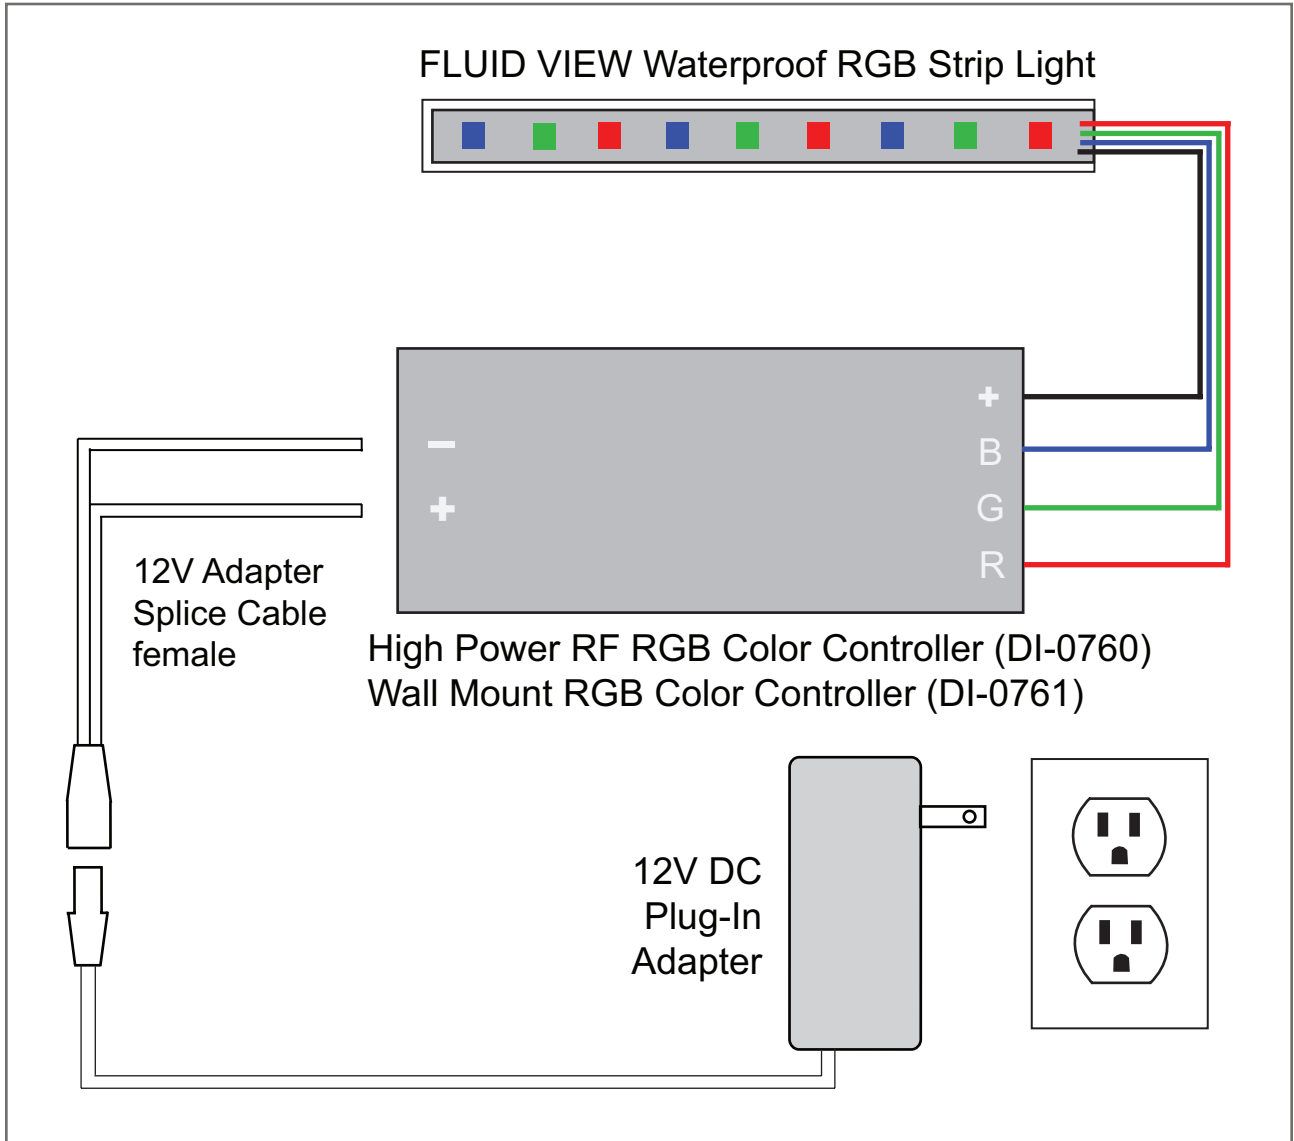 FLUID VIEW Waterproof RGB Strip Light
+
− B
+ G
R
12V Adapter
Splice Cable
female
High Power RF RGB Color Controller (DI-0760)
Wall Mount RGB Color Controller (DI-0761)
12V DC
Plug-In
Adapter